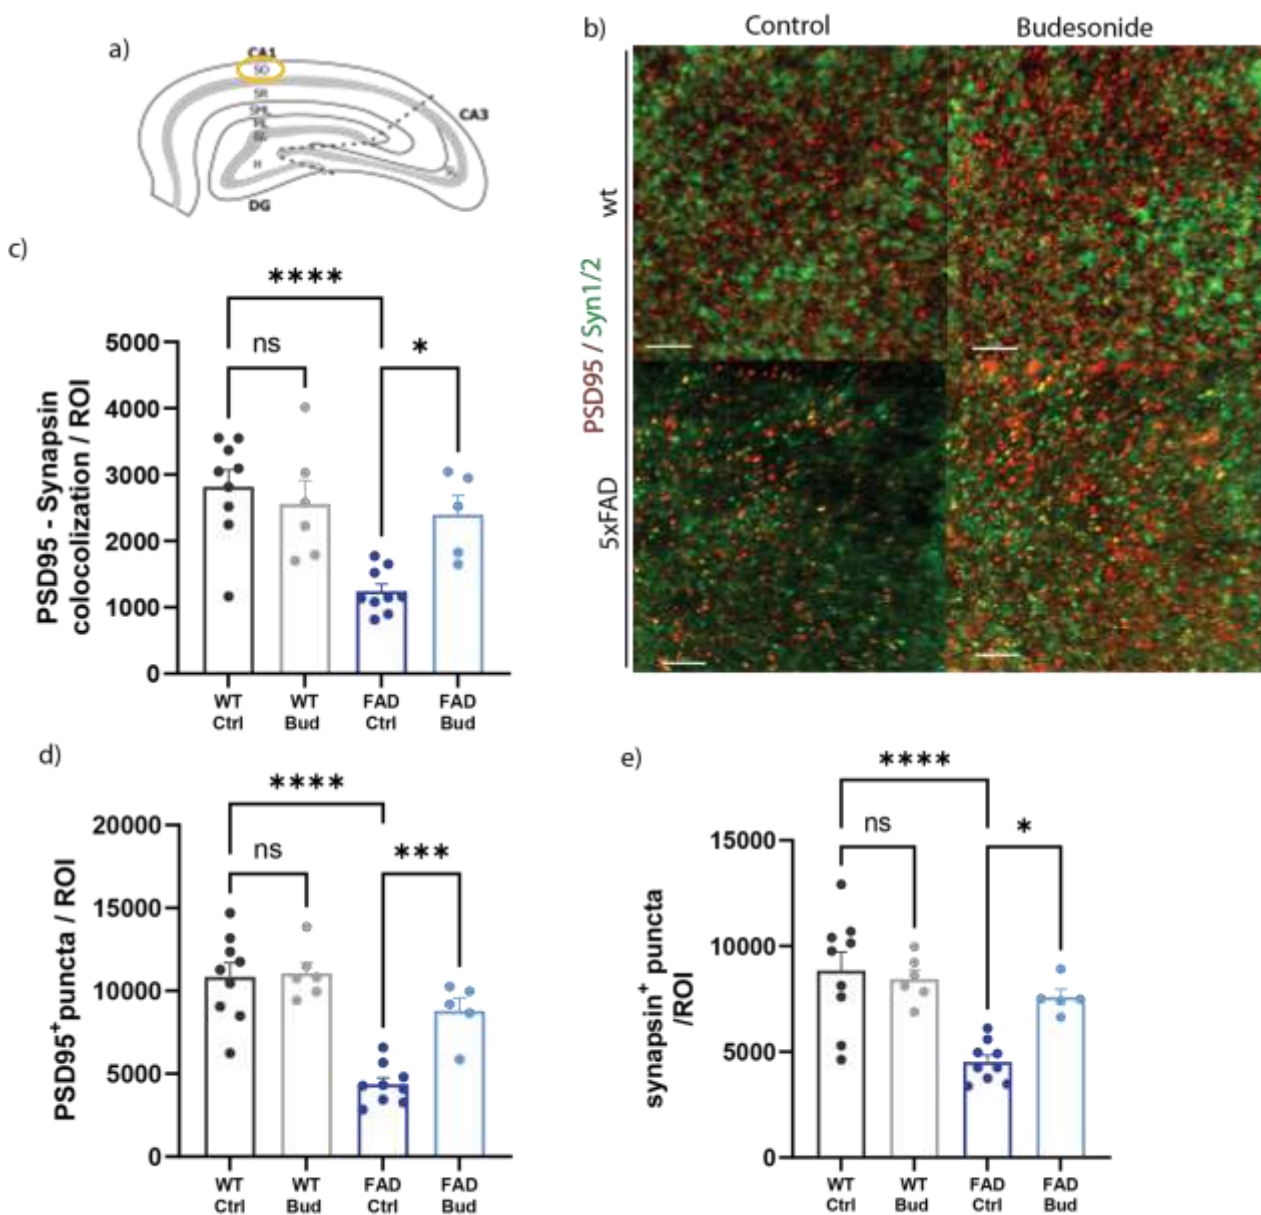 a)
CA1
SO
SR
SML
ML
H
CA3
DG
b)
Control
Budesonide
wt
5xFAD
PSD95 / Syn1/2
c)
****
ns
*
PSD95 - Synapsin
colocolization / ROI
5000
4000
3000
2000
1000
0
WT
Ctrl
WT
Bud
FAD
Ctrl
FAD
Bud
d)
****
ns
***
PSD95+puncta / ROI
20000
15000
10000
5000
0
WT
Ctrl
WT
Bud
FAD
Ctrl
FAD
Bud
e)
****
ns
*
synapsin+ puncta
/ROI
15000
10000
5000
0
WT
Ctrl
WT
Bud
FAD
Ctrl
FAD
Bud